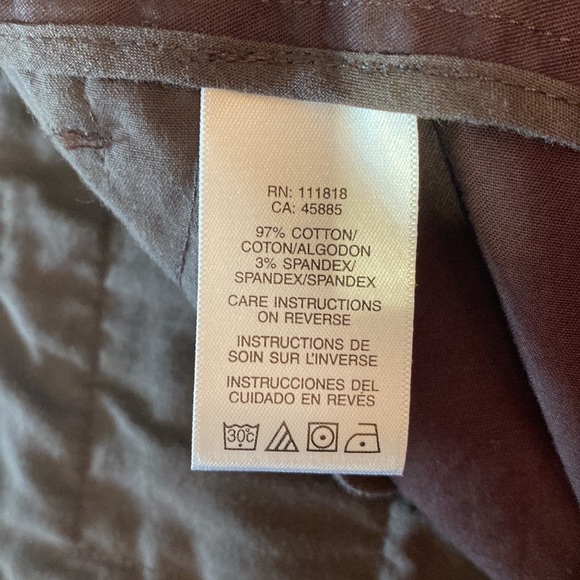 RN: 111818
CA: 45885
97% COTTON/
COTON/ALGODON
3% SPANDEX/
SPANDEX/SPANDEX
CARE INSTRUCTIONS
ON REVERSE
INSTRUCTIONS DE
SOIN SUR L'INVERSE
INSTRUCCIONES DEL
CUIDADO EN REVÉS
30°C